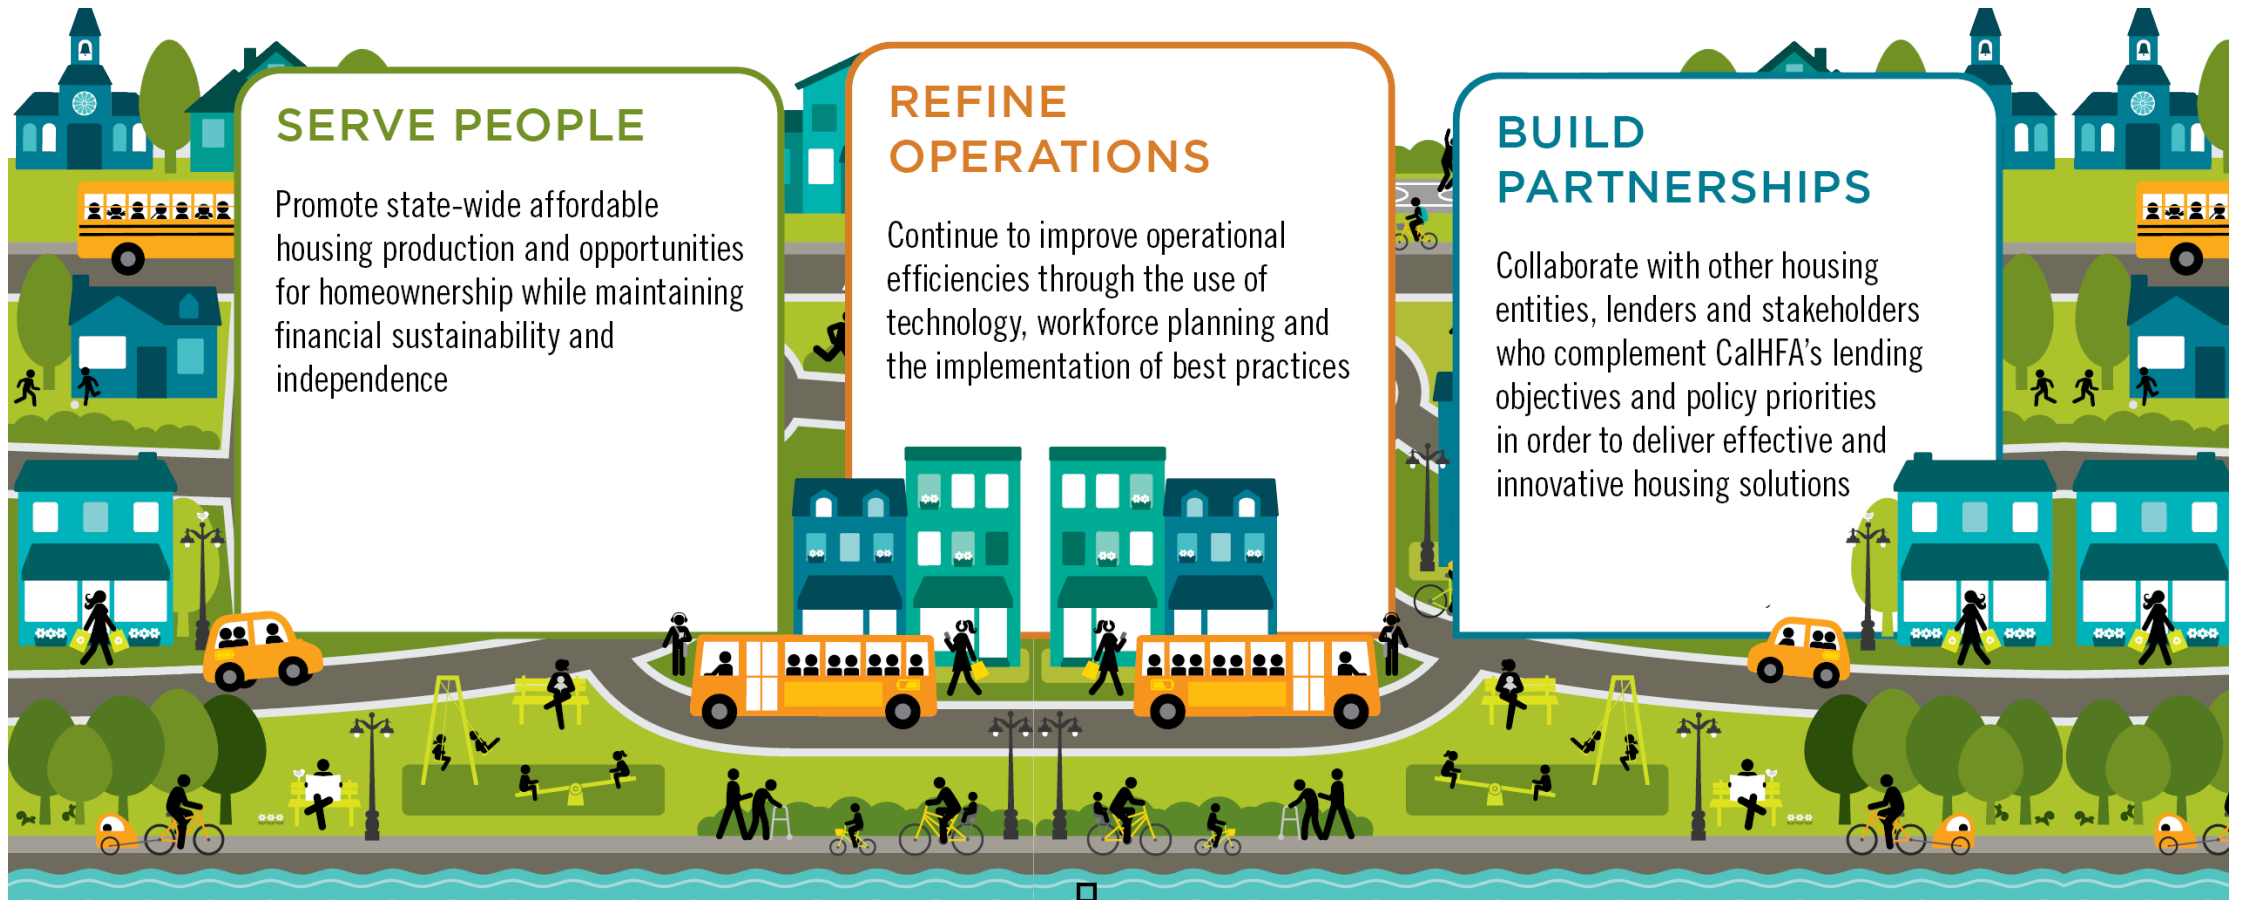 SERVE PEOPLE
Promote state-wide affordable
housing production and opportunities
for homeownership while maintaining
financial sustainability and
independence
REFINE
OPERATIONS
Continue to improve operational
efficiencies through the use of
technology, workforce planning and
the implementation of best practices
BUILD
PARTNERSHIPS
Collaborate with other housing
entities, lenders and stakeholders
who complement CalHFA’s lending
objectives and policy priorities
in order to deliver effective and
innovative housing solutions